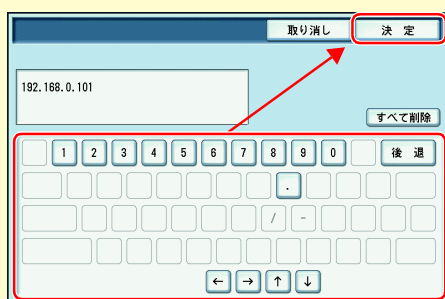 取り消し 決 定
192.168.0.101
すべて削除
1 2 3 4 5 6 7 8 9 0 後 退
.
/ -
← → ↑ ↓